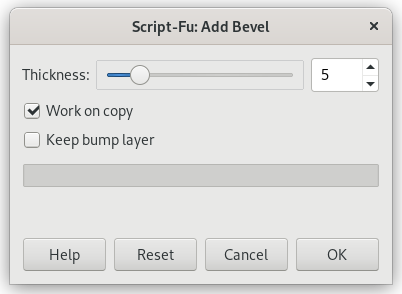 Script-Fu: Add Bevel
Thickness: 5
Work on copy
Keep bump layer
Help Reset Cancel OK